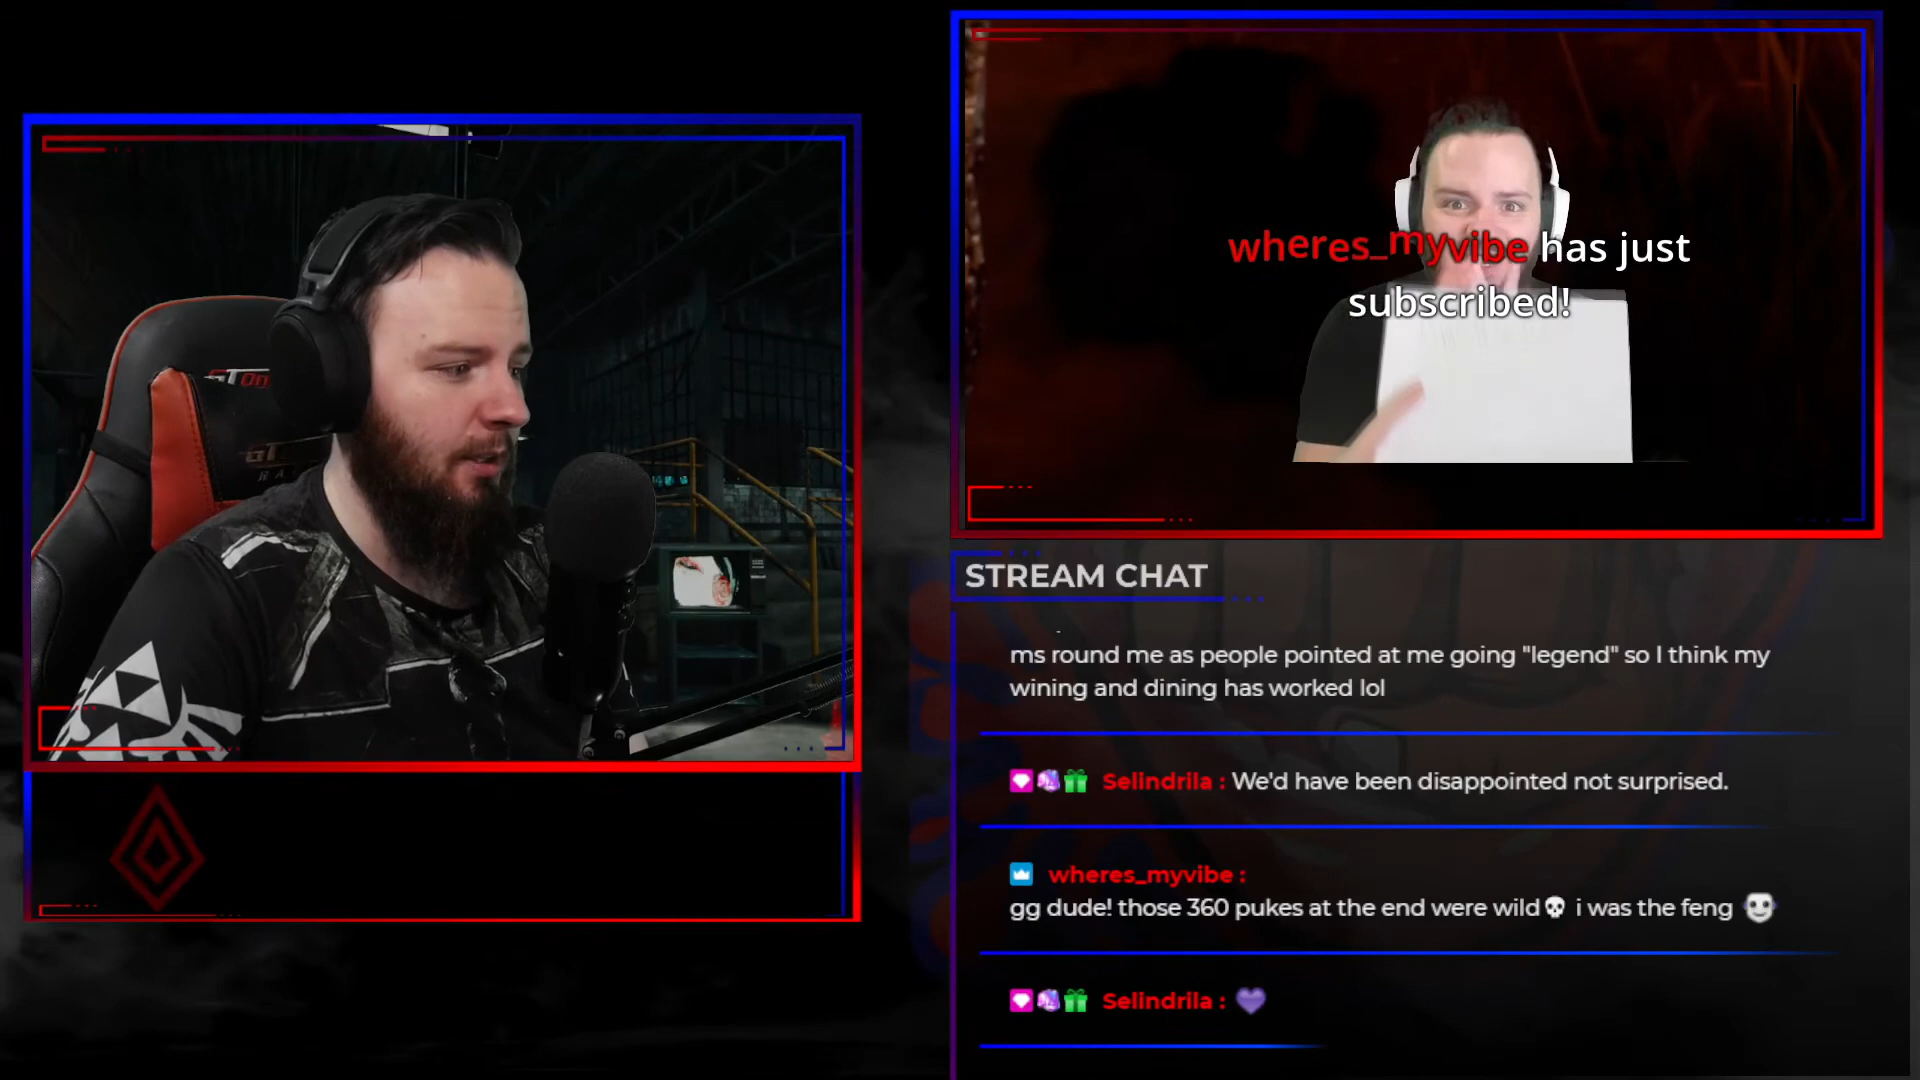 wheres_myvibe has just
subscribed!
STREAM CHAT
ms round me as people pointed at me going "legend" so I think my
wining and dining has worked lol
Selindrila : We'd have been disappointed not surprised.
wheres_myvibe :
gg dude! those 360 pukes at the end were wild💀 i was the feng
Selindrila : 💜